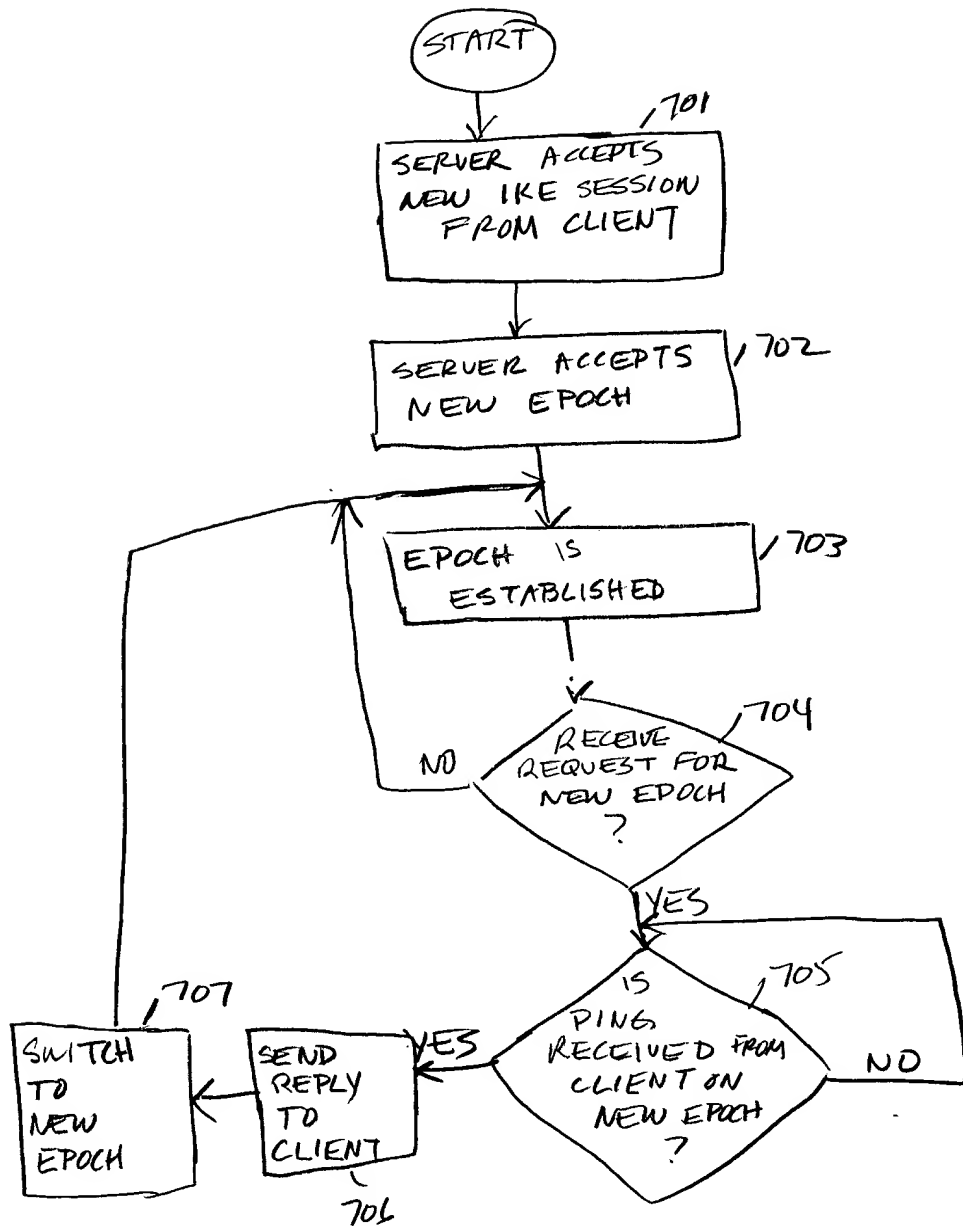 START
701
SERVER ACCEPTS
NEW IKE SESSION
FROM CLIENT
702
SERVER ACCEPTS
NEW EPOCH
703
EPOCH IS
ESTABLISHED
704
RECEIVE
REQUEST FOR
NEW EPOCH
?
NO
YES
705
IS
PING
RECEIVED FROM
CLIENT ON
NEW EPOCH
?
NO
YES
SEND
REPLY
TO
CLIENT
706
707
SWITCH
TO
NEW
EPOCH